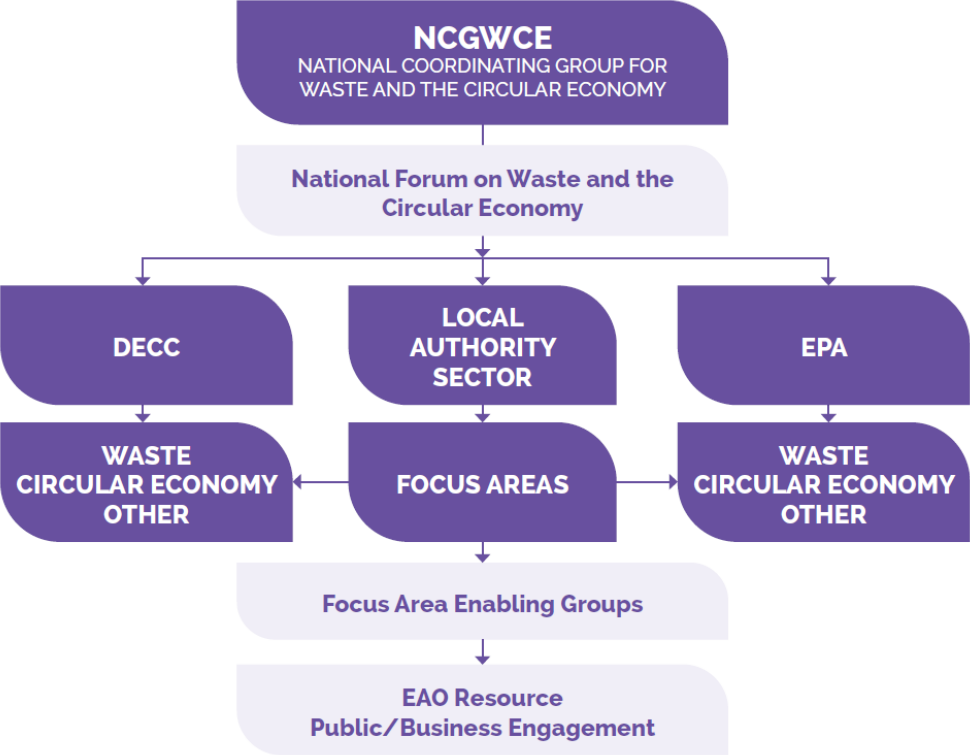 NCGWCE
NATIONAL COORDINATING GROUP FOR
WASTE AND THE CIRCULAR ECONOMY
National Forum on Waste and the
Circular Economy
DECC
LOCAL
AUTHORITY
SECTOR
EPA
WASTE
CIRCULAR ECONOMY
OTHER
FOCUS AREAS
WASTE
CIRCULAR ECONOMY
OTHER
Focus Area Enabling Groups
EAO Resource
Public/Business Engagement